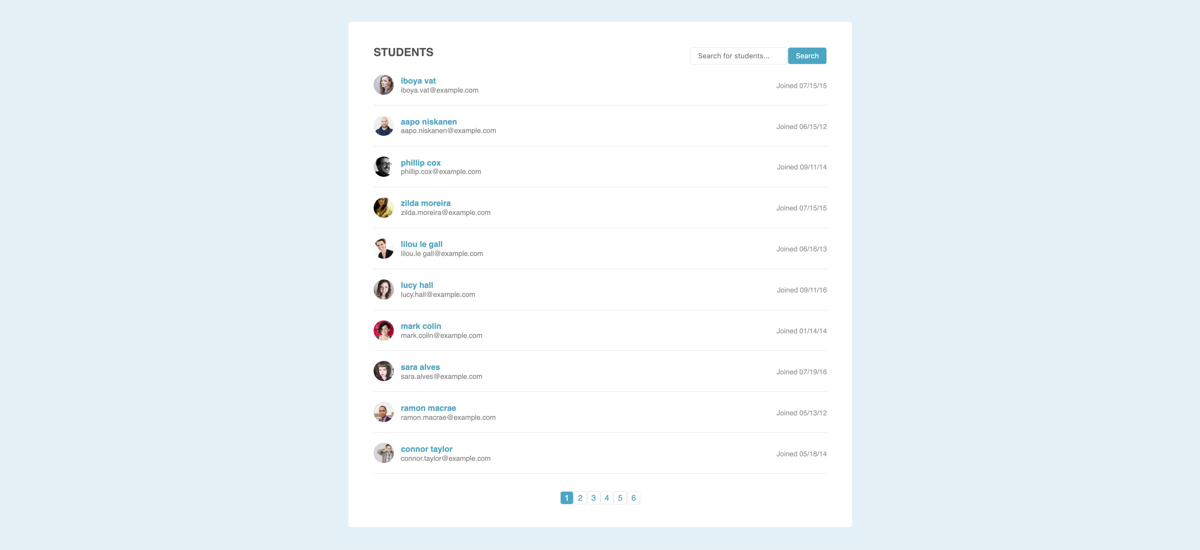 STUDENTS
Search for students...
Search
iboya vat
iboya.vat@example.com
Joined 07/15/15
aapo niskanen
aapo.niskanen@example.com
Joined 06/15/12
phillip cox
phillip.cox@example.com
Joined 09/11/14
zilda moreira
zilda.moreira@example.com
Joined 07/15/15
lilou le gall
lilou.le gall@example.com
Joined 06/16/13
lucy hall
lucy.hall@example.com
Joined 09/11/16
mark colin
mark.colin@example.com
Joined 01/14/14
sara alves
sara.alves@example.com
Joined 07/19/16
ramon macrae
ramon.macrae@example.com
Joined 05/13/12
connor taylor
connor.taylor@example.com
Joined 05/18/14
1 2 3 4 5 6